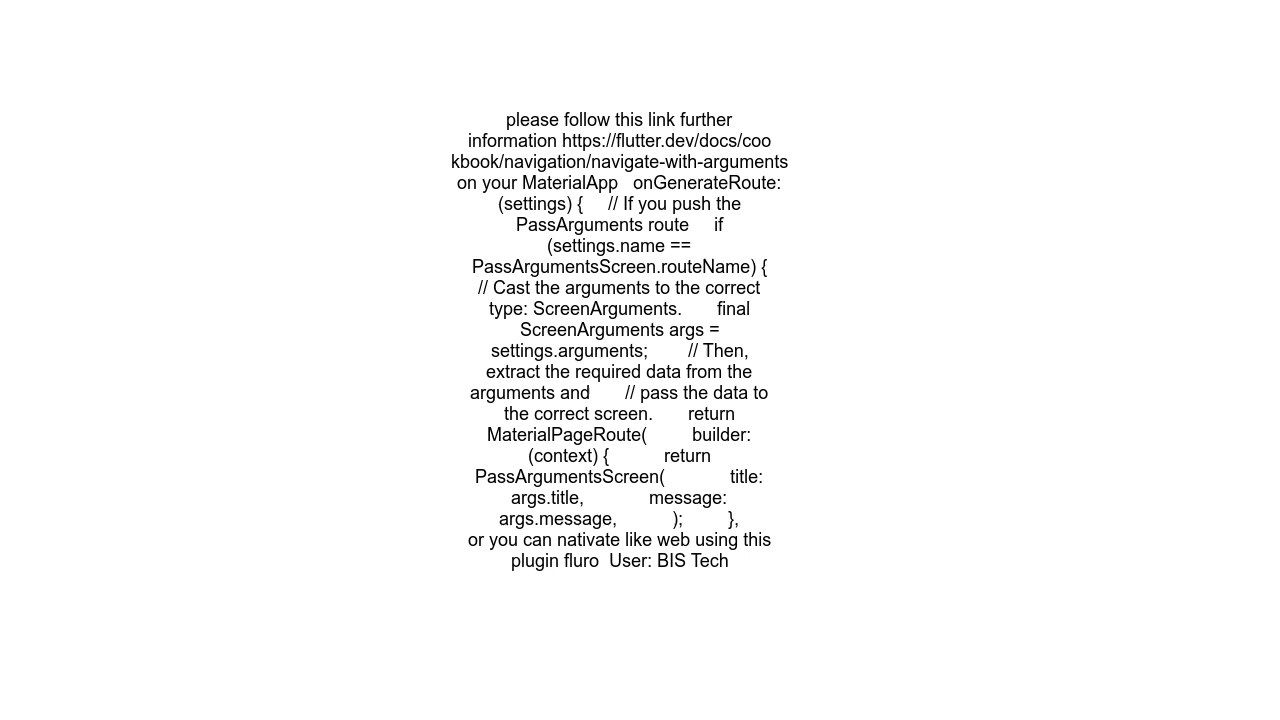 please follow this link further
information https://flutter.dev/docs/coo
kbook/navigation/navigate-with-arguments
on your MaterialApp   onGenerateRoute:
(settings) {     // If you push the
PassArguments route     if
(settings.name ==
PassArgumentsScreen.routeName) {
// Cast the arguments to the correct
type: ScreenArguments.       final
ScreenArguments args =
settings.arguments;        // Then,
extract the required data from the
arguments and       // pass the data to
the correct screen.       return
MaterialPageRoute(         builder:
(context) {           return
PassArgumentsScreen(             title:
args.title,             message:
args.message,           );         },
or you can nativate like web using this
plugin fluro  User: BIS Tech